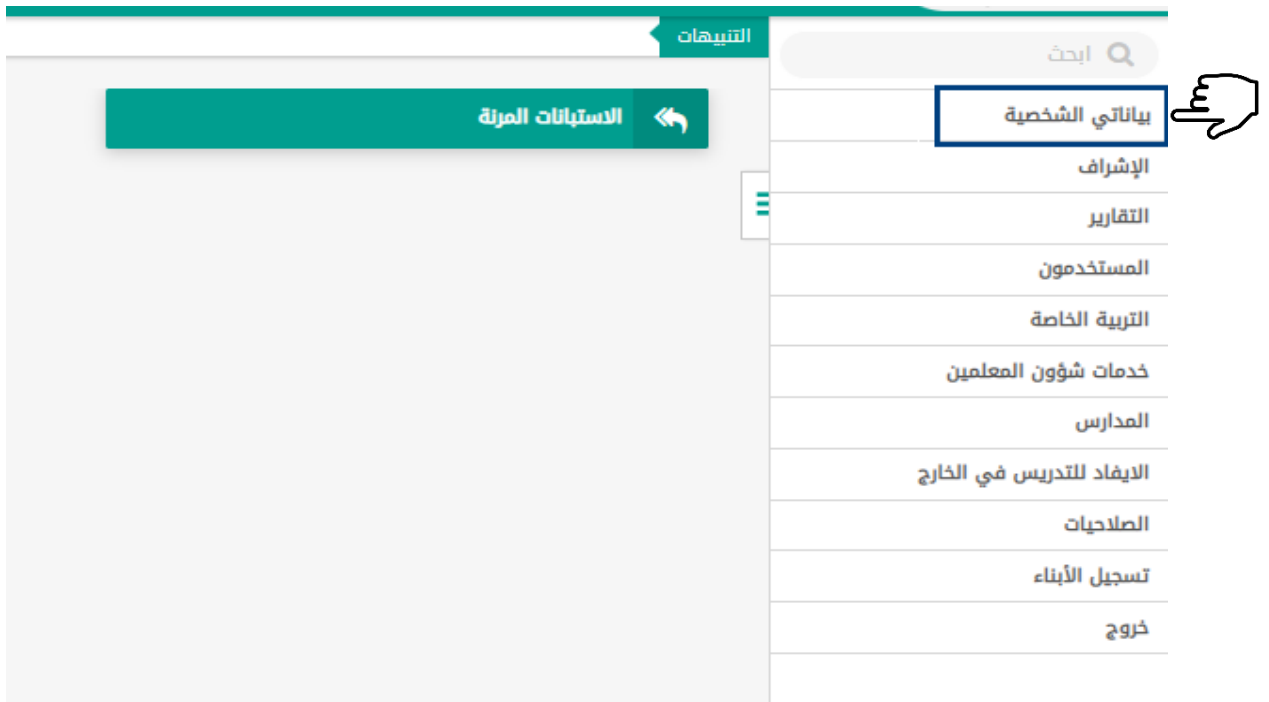 ابحث
بياناتي الشخصية
الإشراف
التقارير
المستخدمون
التربية الخاصة
خدمات شؤون المعلمين
المدارس
الايفاد للتدريس في الخارج
الصلاحيات
تسجيل الأبناء
خروج
التنبيهات
الاستبانات المرنة